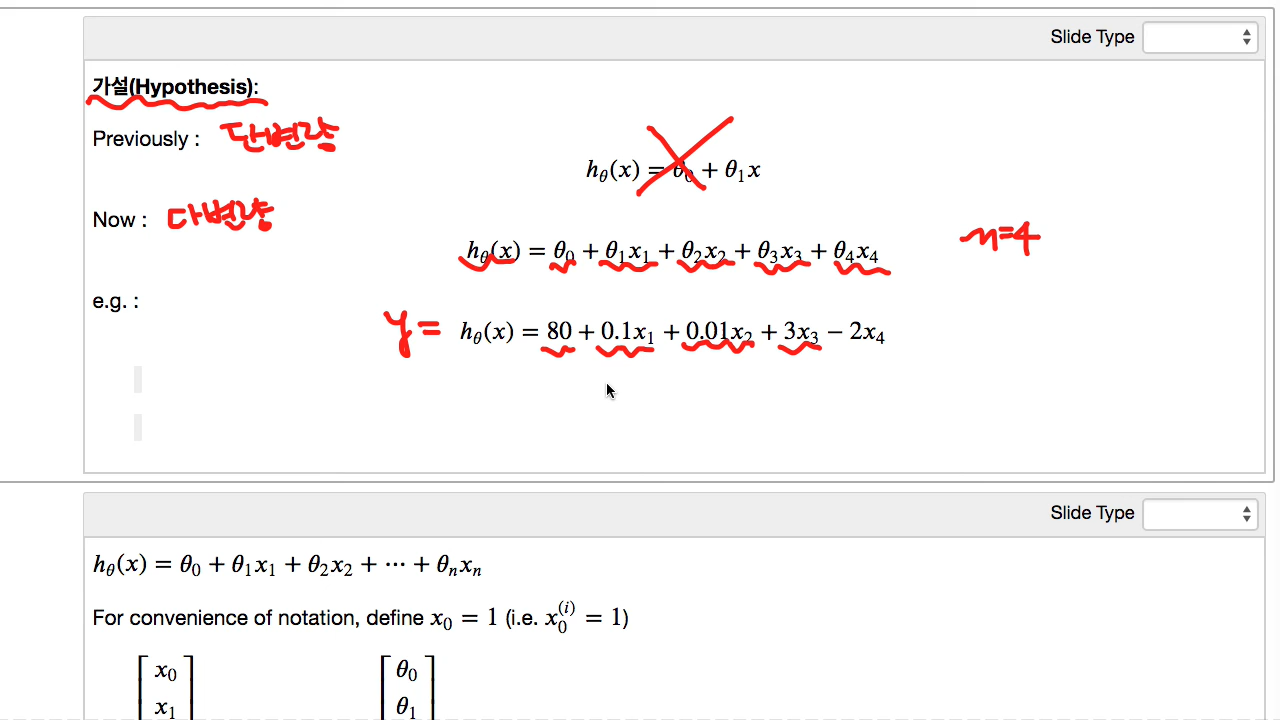 Slide Type
가설(Hypothesis):
Previously : 단변량
hθ(x) = θ0 + θ1x
Now : 다변량
hθ(x) = θ0 + θ1x1 + θ2x2 + θ3x3 + θ4x4
n=4
e.g. :
y = hθ(x) = 80 + 0.1x1 + 0.01x2 + 3x3 − 2x4
Slide Type
hθ(x) = θ0 + θ1x1 + θ2x2 + ⋯ + θnxn
For convenience of notation, define x0 = 1 (i.e. x0(i) = 1)
x0 θ0
x1 θ1